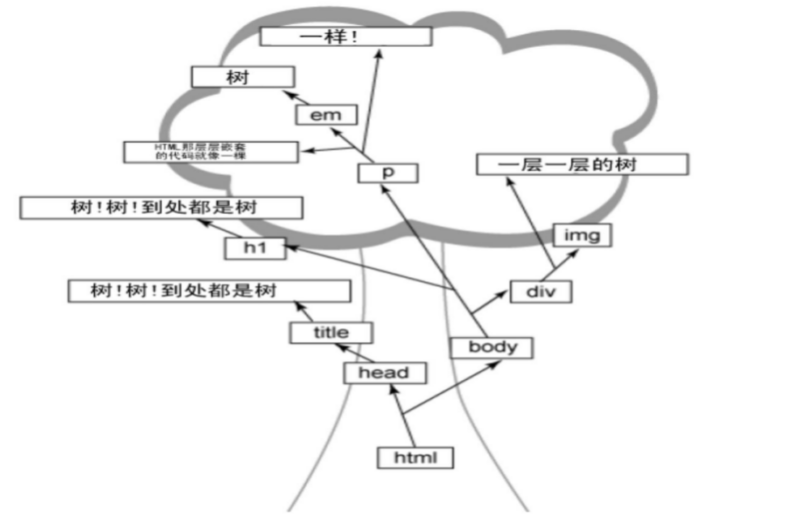 一样!
树
em
HTML那层层嵌套
的代码就像一棵
p
一层一层的树
树!树!到处都是树
h1
img
树!树!到处都是树
div
title
body
head
html